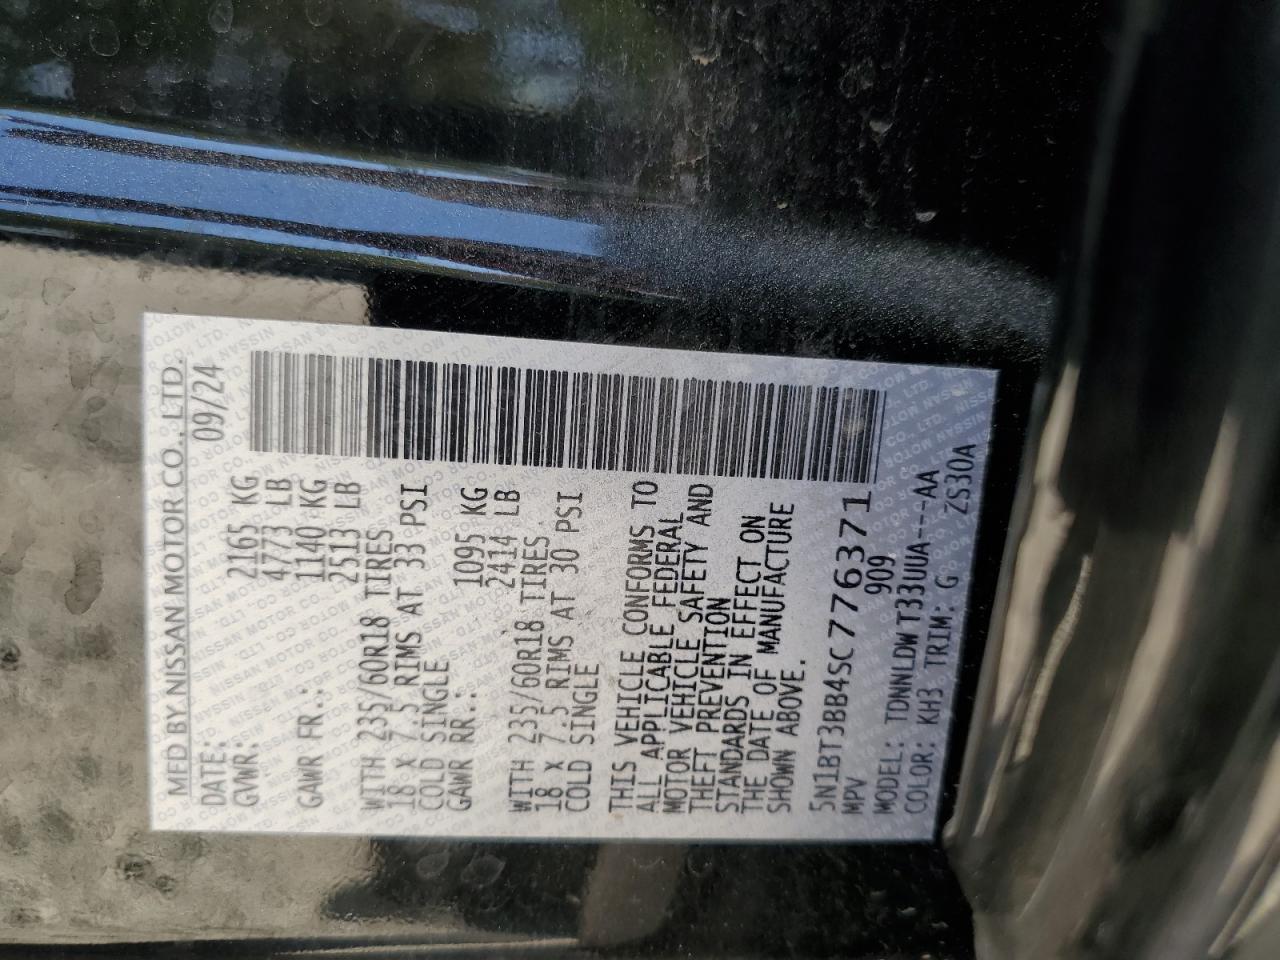 MFD BY NISSAN MOTOR CO., LTD.
DATE: 09/24
GVWR: 2165 KG
4773 LB
GAWR FR.: 1140 KG
2513 LB
WITH 235/60R18 TIRES
18 X 7.5 RIMS AT 33 PSI
COLD SINGLE
GAWR RR.: 1095 KG
2414 LB
WITH 235/60R18 TIRES
18 X 7.5 RIMS AT 30 PSI
COLD SINGLE
THIS VEHICLE CONFORMS TO
ALL APPLICABLE FEDERAL
MOTOR VEHICLE SAFETY AND
THEFT PREVENTION
STANDARDS IN EFFECT ON
THE DATE OF MANUFACTURE
SHOWN ABOVE.
5N1BT3BB4SC776371
MPV 909
MODEL: TDNNNLDWT33UUA---AA
COLOR: KH3 TRIM: G ZS30A